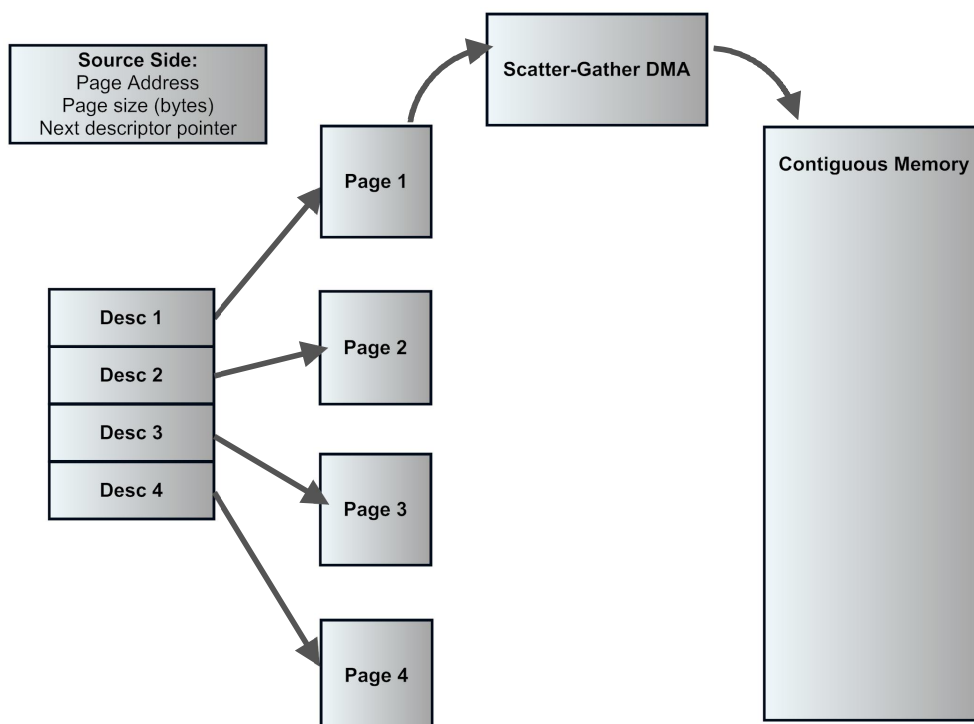 Source Side:
Page Address
Page size (bytes)
Next descriptor pointer
Scatter-Gather DMA
Contiguous Memory
Page 1
Desc 1
Page 2
Desc 2
Desc 3
Desc 4
Page 3
Page 4